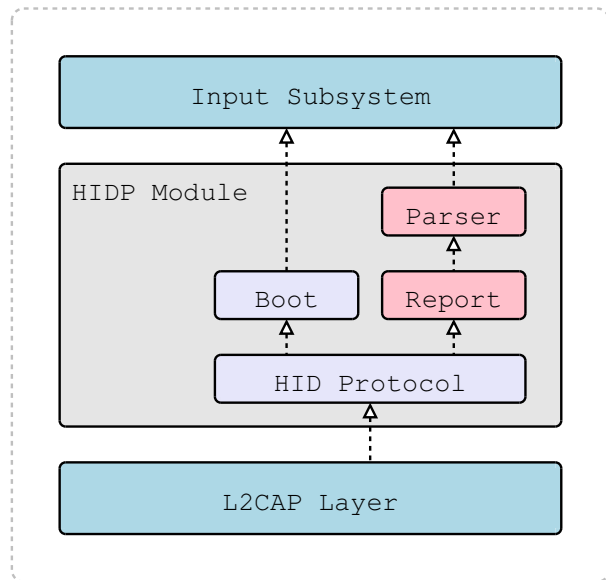 Input Subsystem
HIDP Module
Parser
Boot
Report
HID Protocol
L2CAP Layer